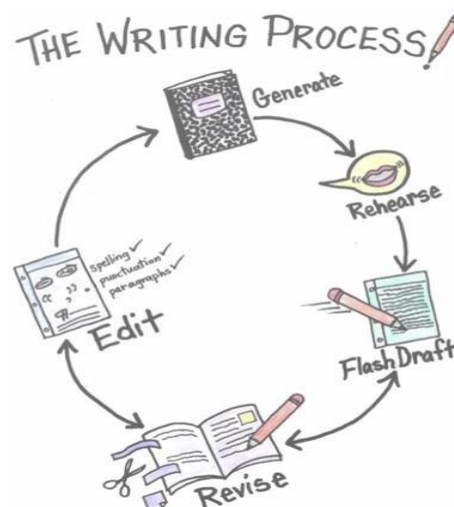 THE WRITING PROCESS
Generate
Rehearse
Flash Draft
Revise
Edit
spelling ✓
punctuation ✓
paragraphs ✓